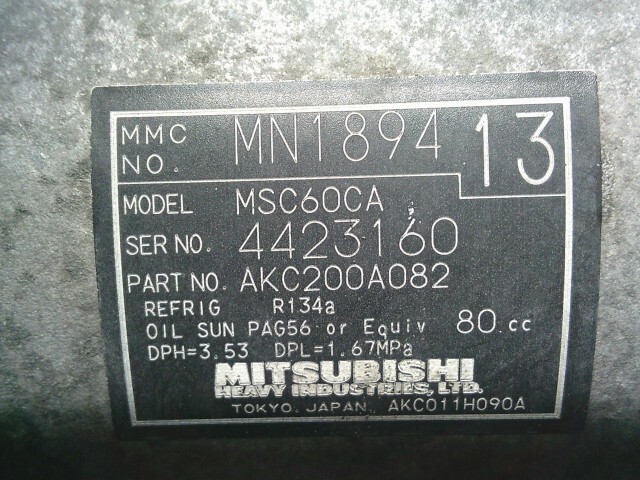 MMC NO. MN1894 13
MODEL MSC60CA
SER NO. 4423160
PART NO. AKC200A082
REFRIG R134a
OIL SUN PAG56 or Equiv 80.cc
DPH=3.53 DPL=1.67MPa
MITSUBISHI
HEAVY INDUSTRIES, LTD.
TOKYO, JAPAN, AKC011H090A